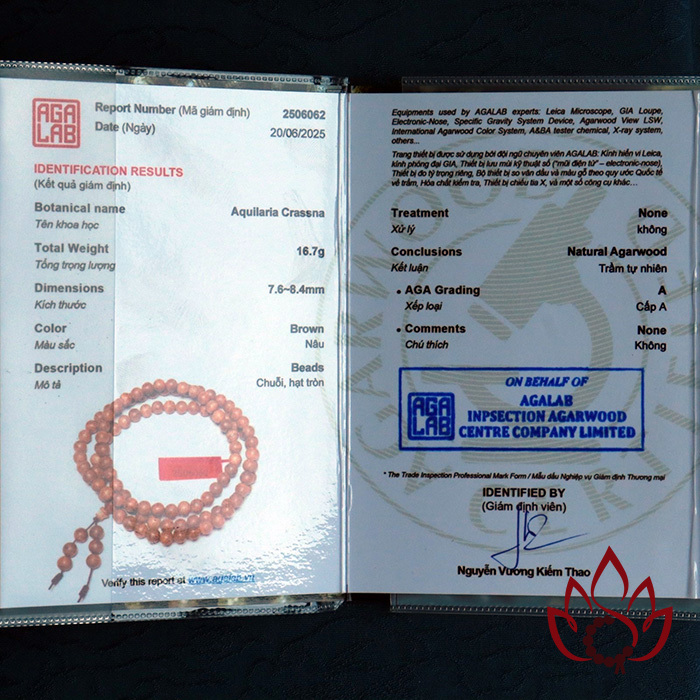 AGA
LAB
Report Number (Mã giám định) 2506062
Date (Ngày) 20/06/2025
IDENTIFICATION RESULTS
(Kết quả giám định)
Botanical name Aquilaria Crassna
Tên khoa học
Total Weight 16.7g
Tổng trọng lượng
Dimensions 7.6~8.4mm
Kích thước
Color Brown
Màu sắc Nâu
Description Beads
Mô tả Chuỗi, hạt tròn
Verify this report at www.agalab.vn
Equipments used by AGALAB experts: Leica Microscope, GIA Loupe,
Electronic-Nose, Specific Gravity System Device, Agarwood View LSW,
International Agarwood Color System, A&BA tester chemical, X-ray system,
others...
Trang thiết bị được sử dụng bởi đội ngũ chuyên viên AGALAB: Kính hiển vi Leica,
kính phóng đại GIA, Thiết bị lưu mùi kỹ thuật số ("mũi điện tử" – electronic-nose),
Thiết bị đo tỷ trọng riêng, Bộ thiết bị so vân dầu và màu gỗ theo quy ước Quốc tế
về trầm, Hóa chất kiểm tra, Thiết bị chiếu tia X, và một số công cụ khác...
Treatment None
Xử lý không
Conclusions Natural Agarwood
Kết luận Trầm tự nhiên
• AGA Grading A
Xếp loại Cấp A
• Comments None
Chú thích Không
ON BEHALF OF
AGALAB
INPSECTION AGARWOOD
CENTRE COMPANY LIMITED
AGA
LAB
* The Trade Inspection Professional Mark Form / Mẫu dấu Nghiệp vụ Giám định Thương mại
IDENTIFIED BY
(Giám định viên)
Nguyễn Vương Kiếm Thao